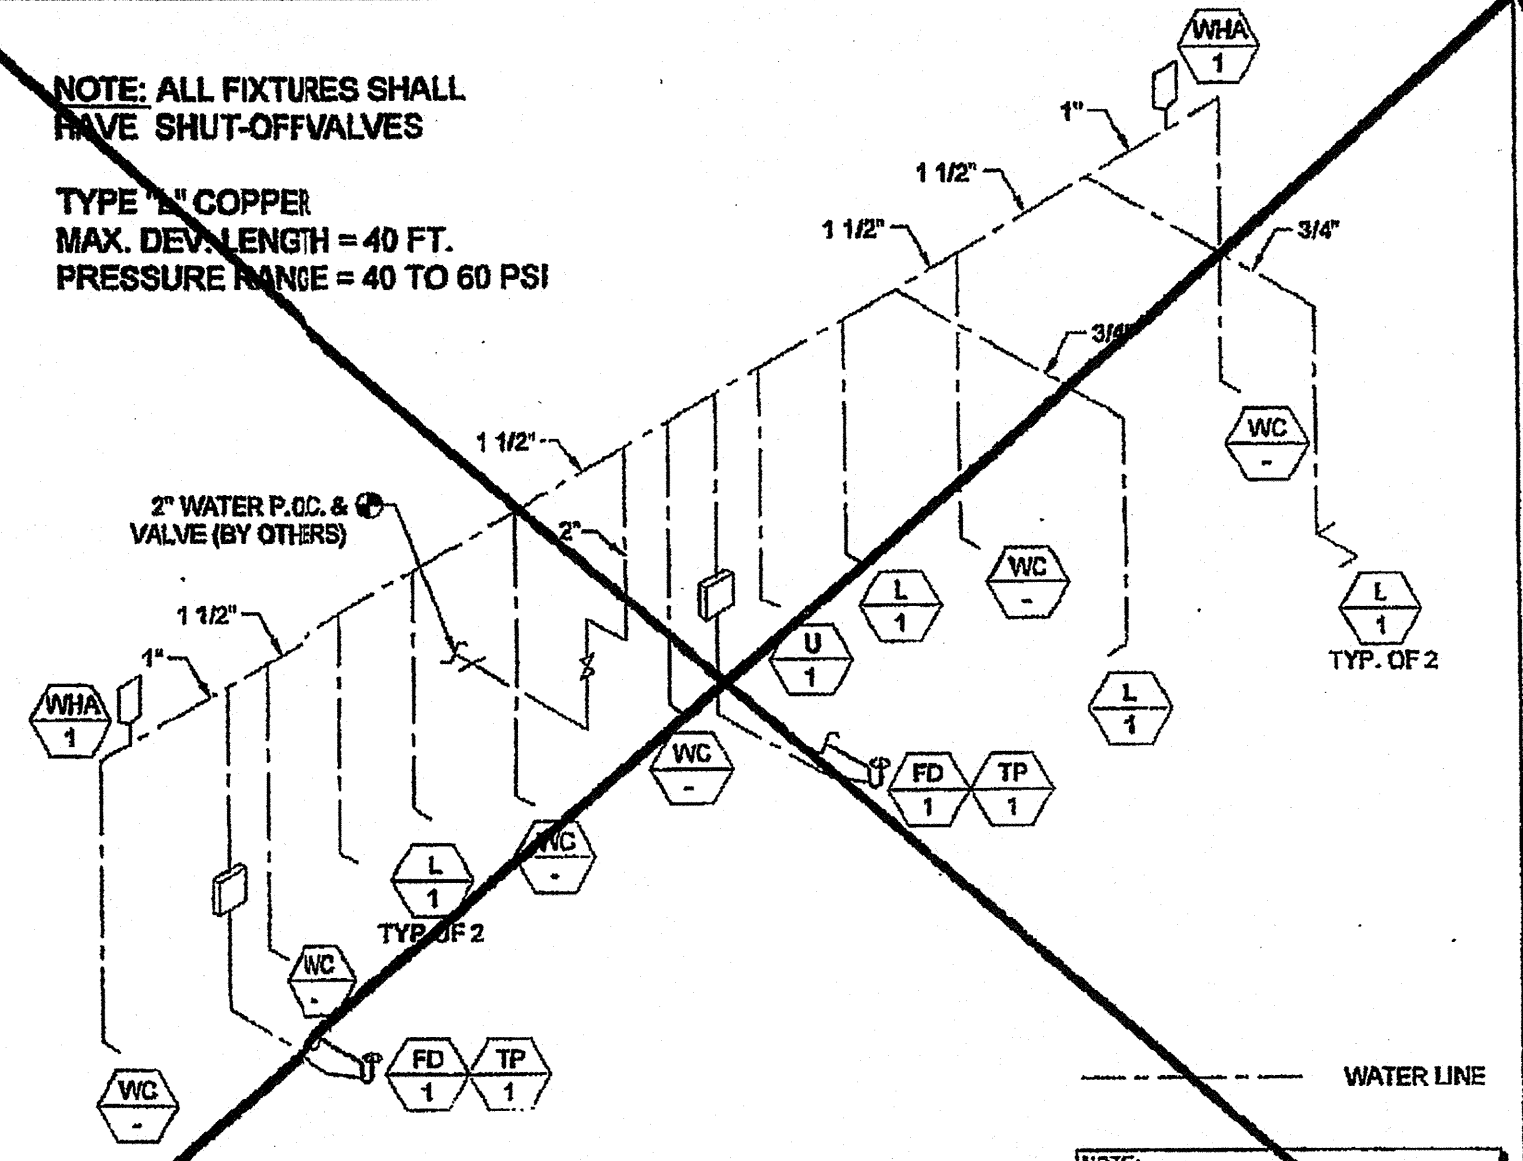 NOTE: ALL FIXTURES SHALL
HAVE SHUT-OFFVALVES
TYPE "L" COPPER
MAX. DEV. LENGTH = 40 FT.
PRESSURE RANGE = 40 TO 60 PSI
WHA
1
1"
1 1/2"
1 1/2"
3/4"
3/4"
WC
-
1 1/2"
2" WATER P.O.C. &
VALVE (BY OTHERS)
2"
WC
-
L
1
L
1
TYP. OF 2
1 1/2"
1"
U
1
WHA
1
L
1
WC
-
FD
1
TP
1
WC
-
L
1
TYP. OF 2
WC
-
FD
1
TP
1
WC
-
WATER LINE
NOTE: